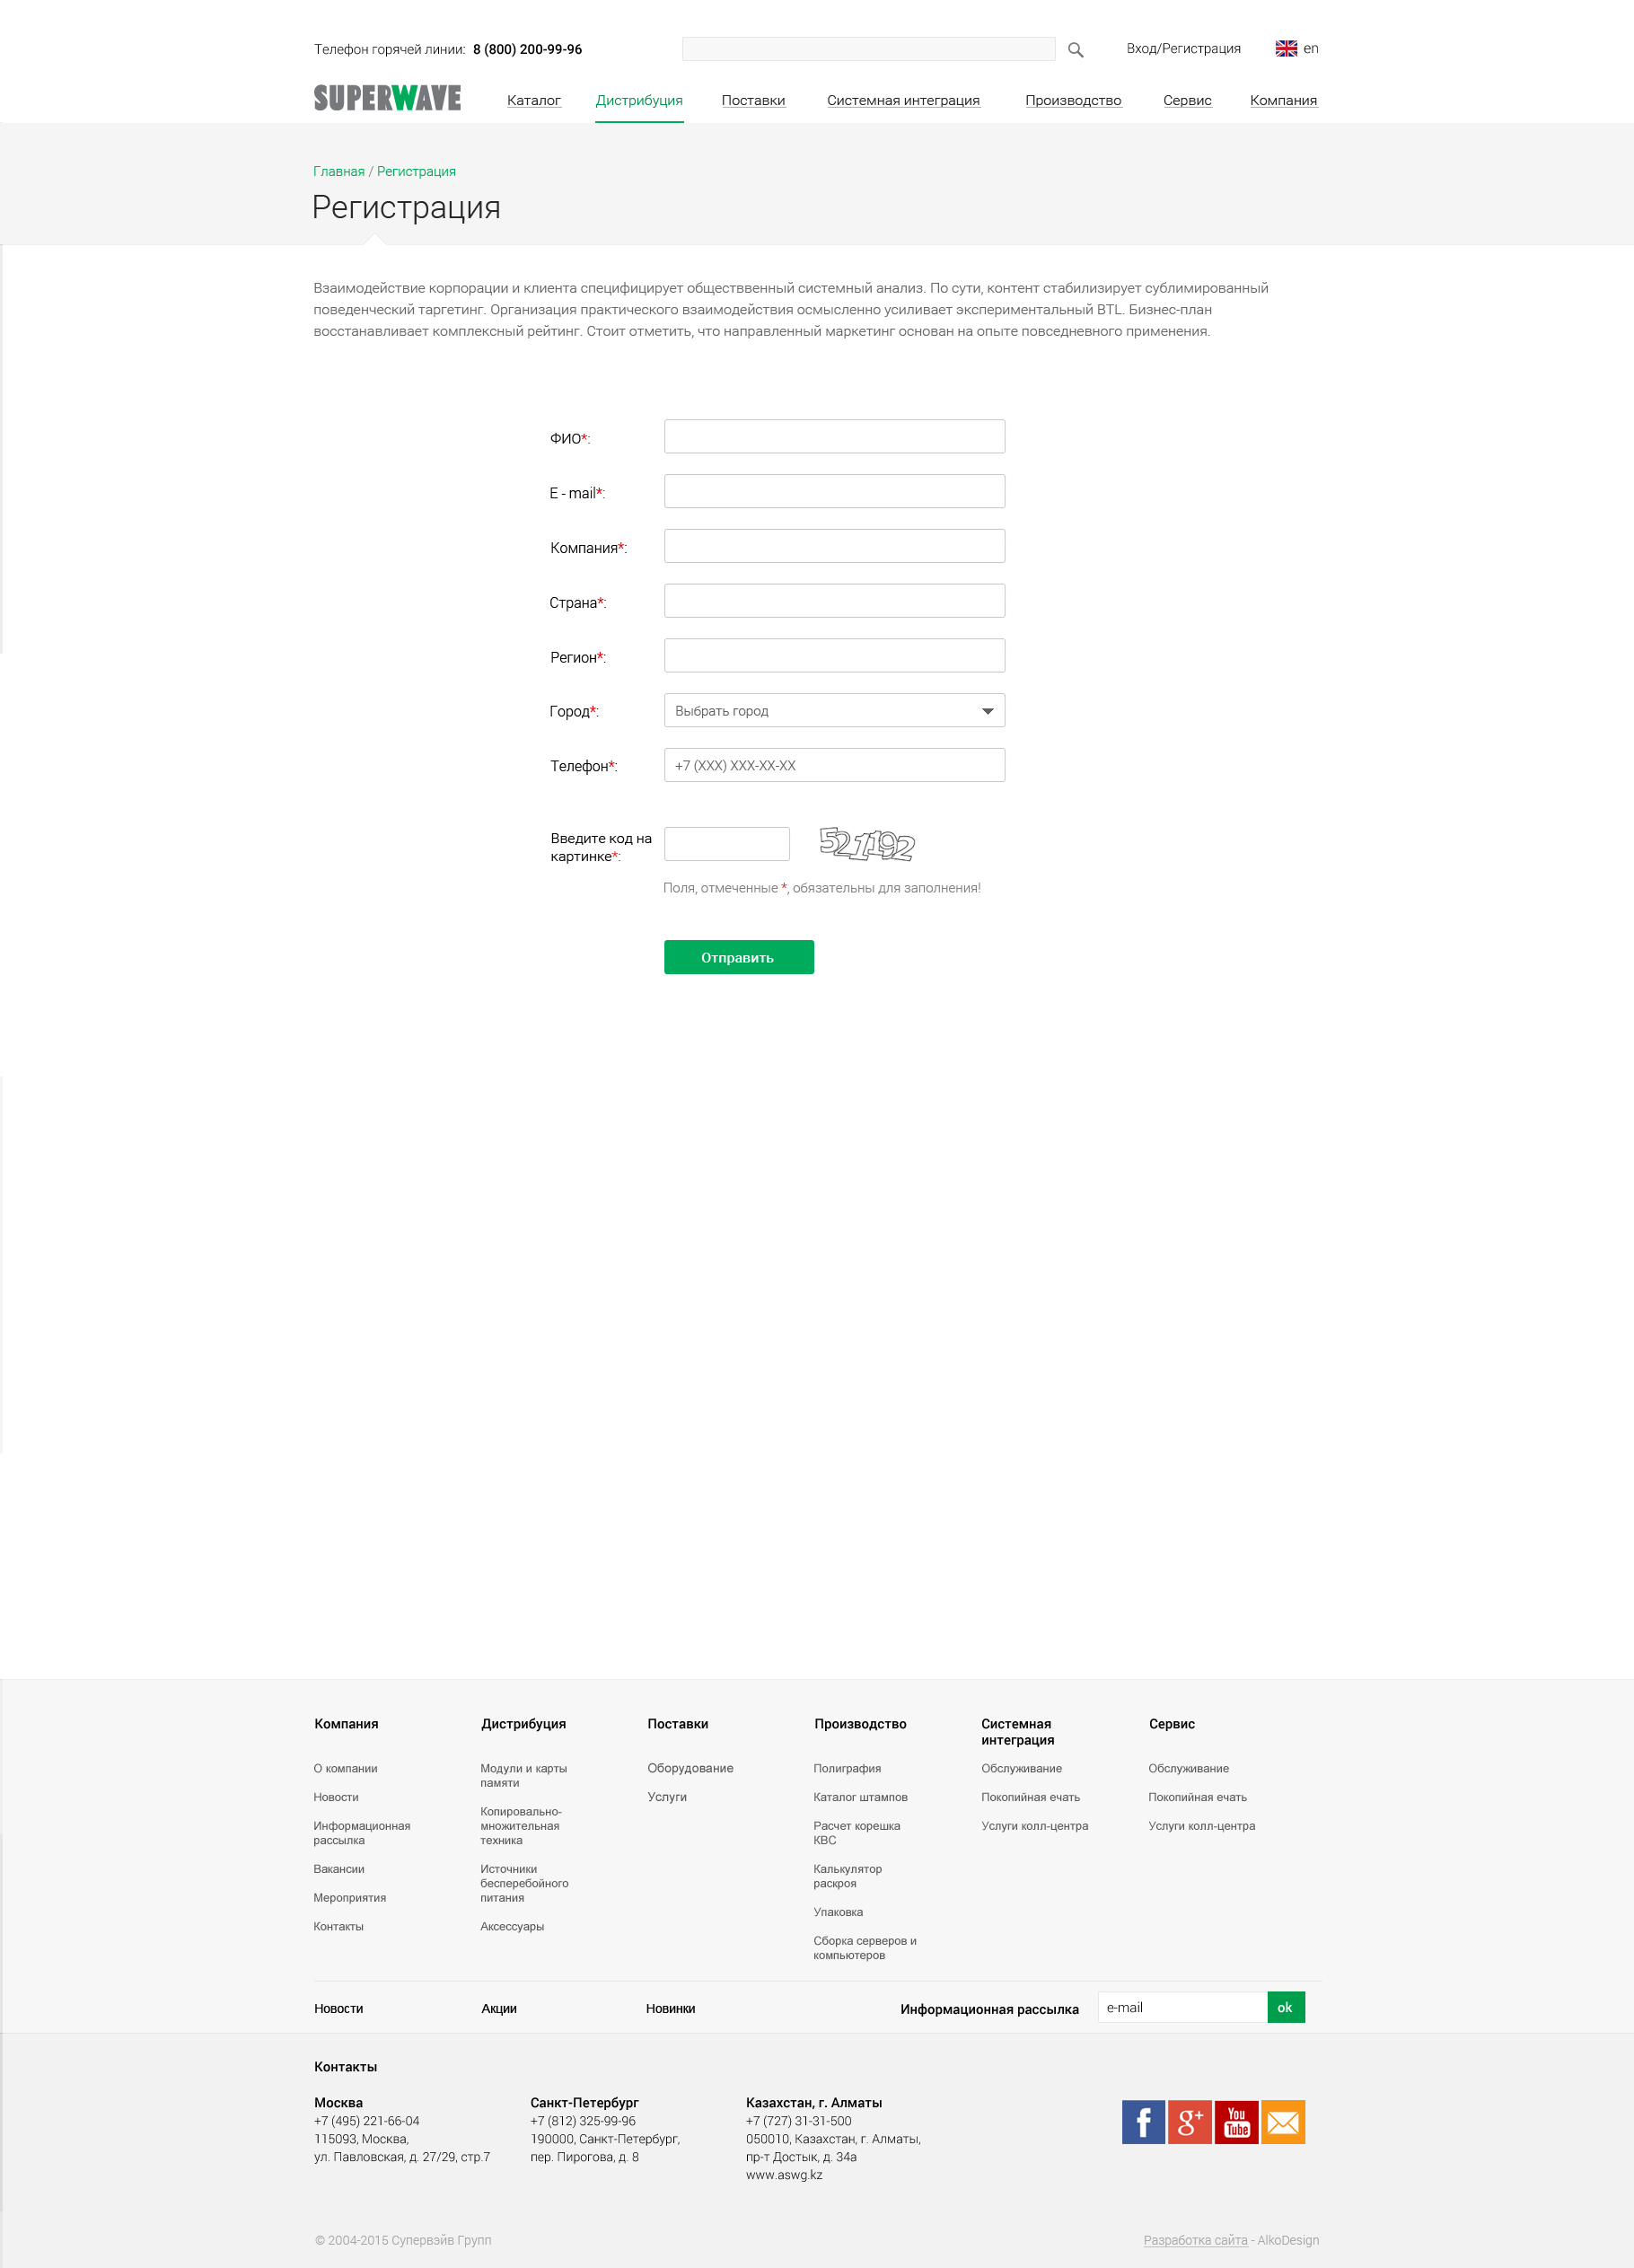 Телефон горячей линии: 8 (800) 200-99-96
Вход/Регистрация
en
SUPERWAVE
Каталог
Дистрибуция
Поставки
Системная интеграция
Производство
Сервис
Компания
Главная / Регистрация
Регистрация
Взаимодействие корпорации и клиента специфицирует обществвенный системный анализ. По сути, контент стабилизирует сублимированный
поведенческий таргетинг. Организация практического взаимодействия осмысленно усиливает экспериментальный BTL. Бизнес-план
восстанавливает комплексный рейтинг. Стоит отметить, что направленный маркетинг основан на опыте повседневного применения.
ФИО*:
E - mail*:
Компания*:
Страна*:
Регион*:
Город*:
Выбрать город
Телефон*:
+7 (XXX) XXX-XX-XX
Введите код на
картинке*:
521192
Поля, отмеченные *, обязательны для заполнения!
Отправить
Компания
О компании
Новости
Информационная
рассылка
Вакансии
Мероприятия
Контакты
Дистрибуция
Модули и карты
памяти
Копировально-
множительная
техника
Источники
бесперебойного
питания
Аксессуары
Поставки
Оборудование
Услуги
Производство
Полиграфия
Каталог штампов
Расчет корешка
КВС
Калькулятор
раскроя
Упаковка
Сборка серверов и
компьютеров
Системная
интеграция
Обслуживание
Покопийная ечать
Услуги колл-центра
Сервис
Обслуживание
Покопийная ечать
Услуги колл-центра
Новости
Акции
Новинки
Информационная рассылка
e-mail
ok
Контакты
Москва
+7 (495) 221-66-04
115093, Москва,
ул. Павловская, д. 27/29, стр.7
Санкт-Петербург
+7 (812) 325-99-96
190000, Санкт-Петербург,
пер. Пирогова, д. 8
Казахстан, г. Алматы
+7 (727) 31-31-500
050010, Казахстан, г. Алматы,
пр-т Достык, д. 34а
www.aswg.kz
f
g+
You
Tube
© 2004-2015 Супервэйв Групп
Разработка сайта - AlkoDesign